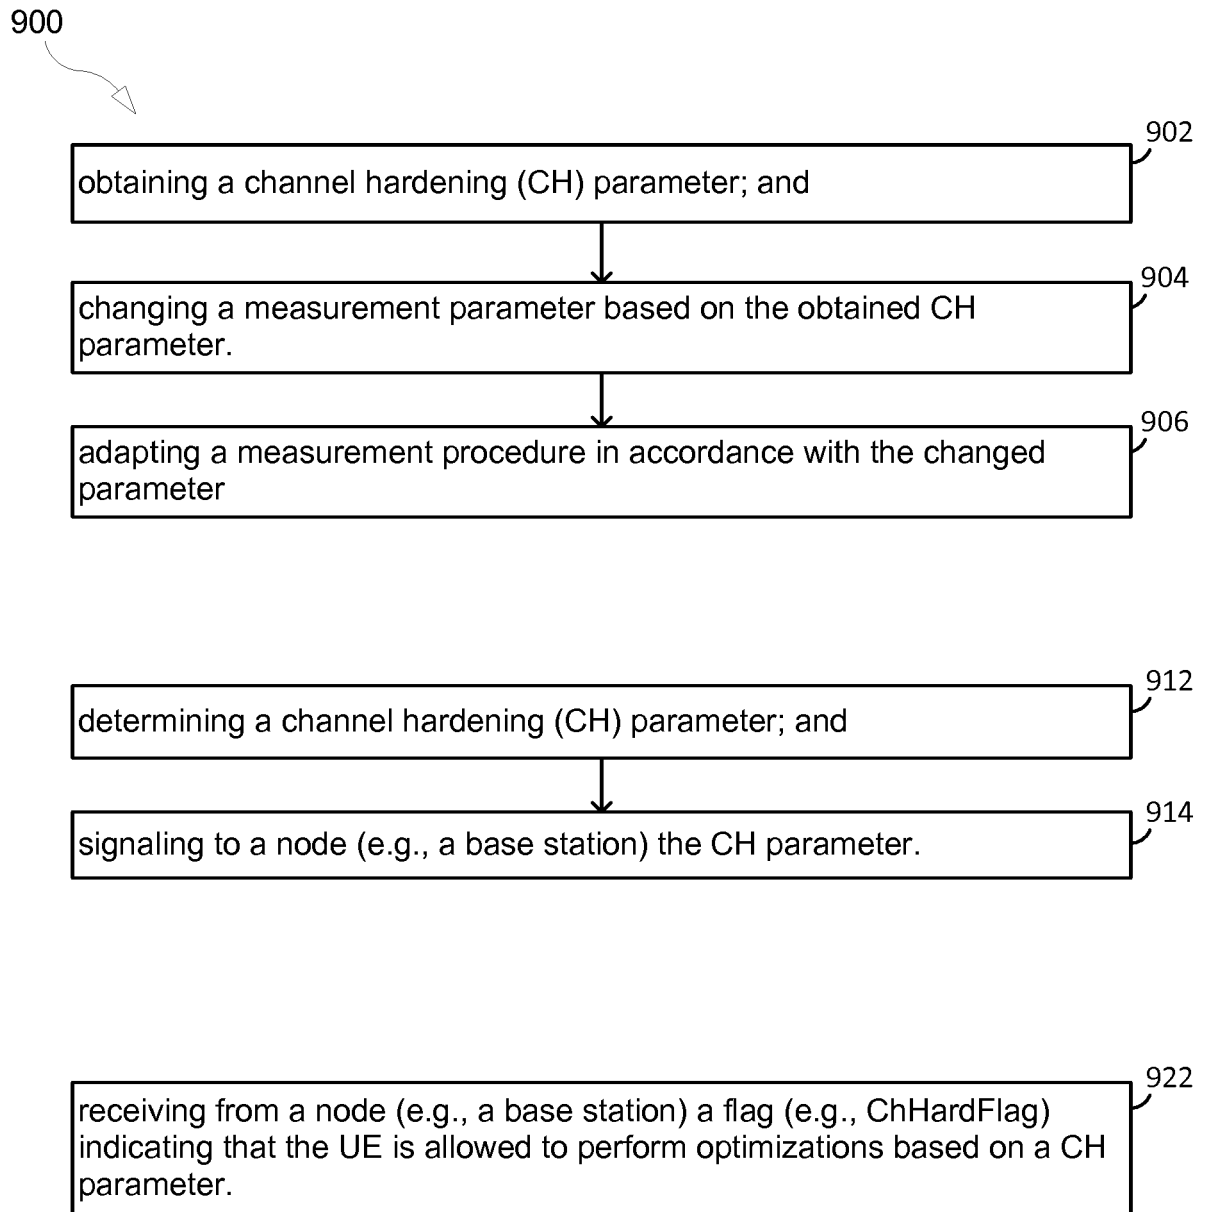 900
902
obtaining a channel hardening (CH) parameter; and
904
changing a measurement parameter based on the obtained CH
parameter.
906
adapting a measurement procedure in accordance with the changed
parameter
912
determining a channel hardening (CH) parameter; and
914
signaling to a node (e.g., a base station) the CH parameter.
922
receiving from a node (e.g., a base station) a flag (e.g., ChHardFlag)
indicating that the UE is allowed to perform optimizations based on a CH
parameter.